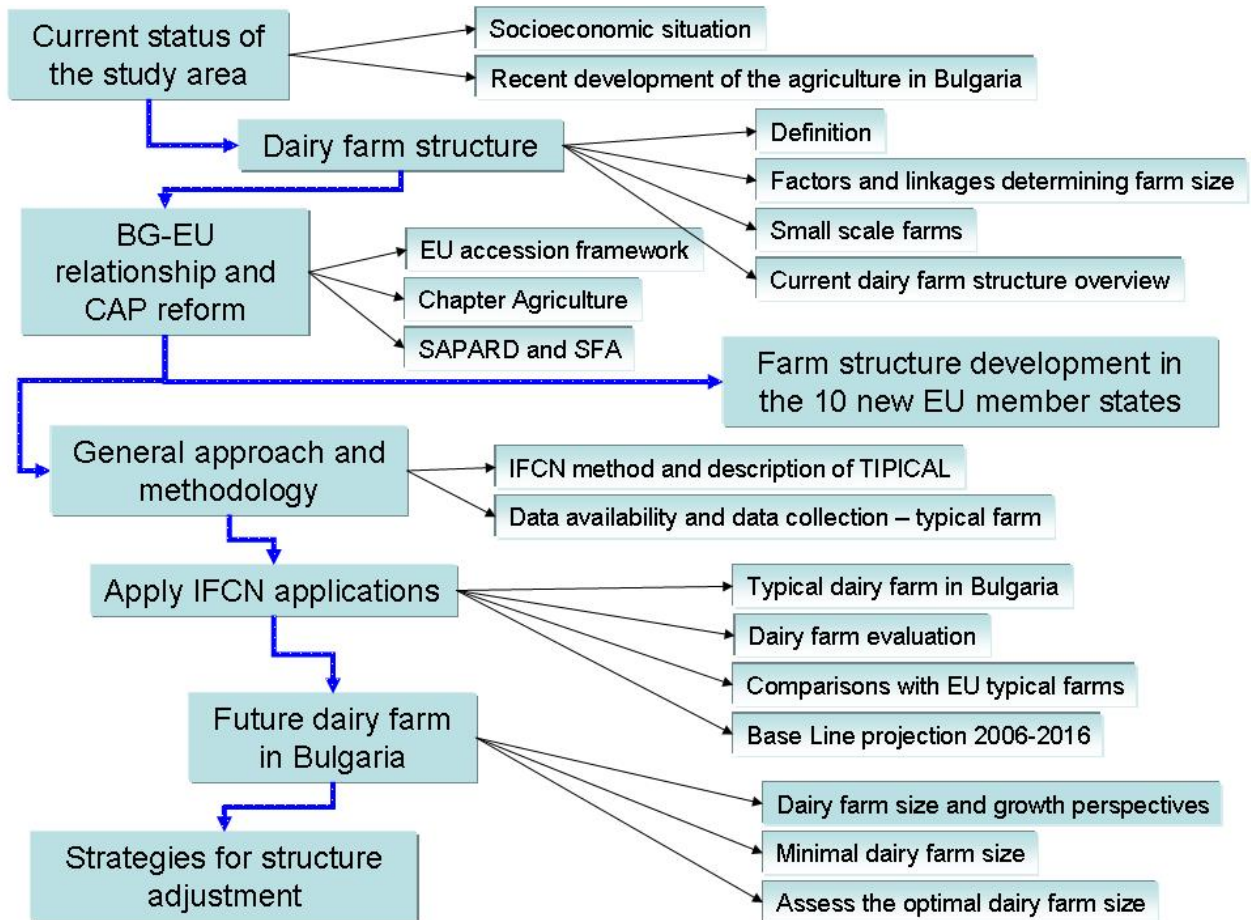 Current status of
the study area
Socioeconomic situation
Recent development of the agriculture in Bulgaria
Dairy farm structure
Definition
Factors and linkages determining farm size
Small scale farms
Current dairy farm structure overview
BG-EU
relationship and
CAP reform
EU accession framework
Chapter Agriculture
SAPARD and SFA
Farm structure development in
the 10 new EU member states
General approach and
methodology
IFCN method and description of TIPICAL
Data availability and data collection – typical farm
Apply IFCN applications
Typical dairy farm in Bulgaria
Dairy farm evaluation
Comparisons with EU typical farms
Base Line projection 2006-2016
Future dairy farm
in Bulgaria
Dairy farm size and growth perspectives
Minimal dairy farm size
Assess the optimal dairy farm size
Strategies for structure
adjustment